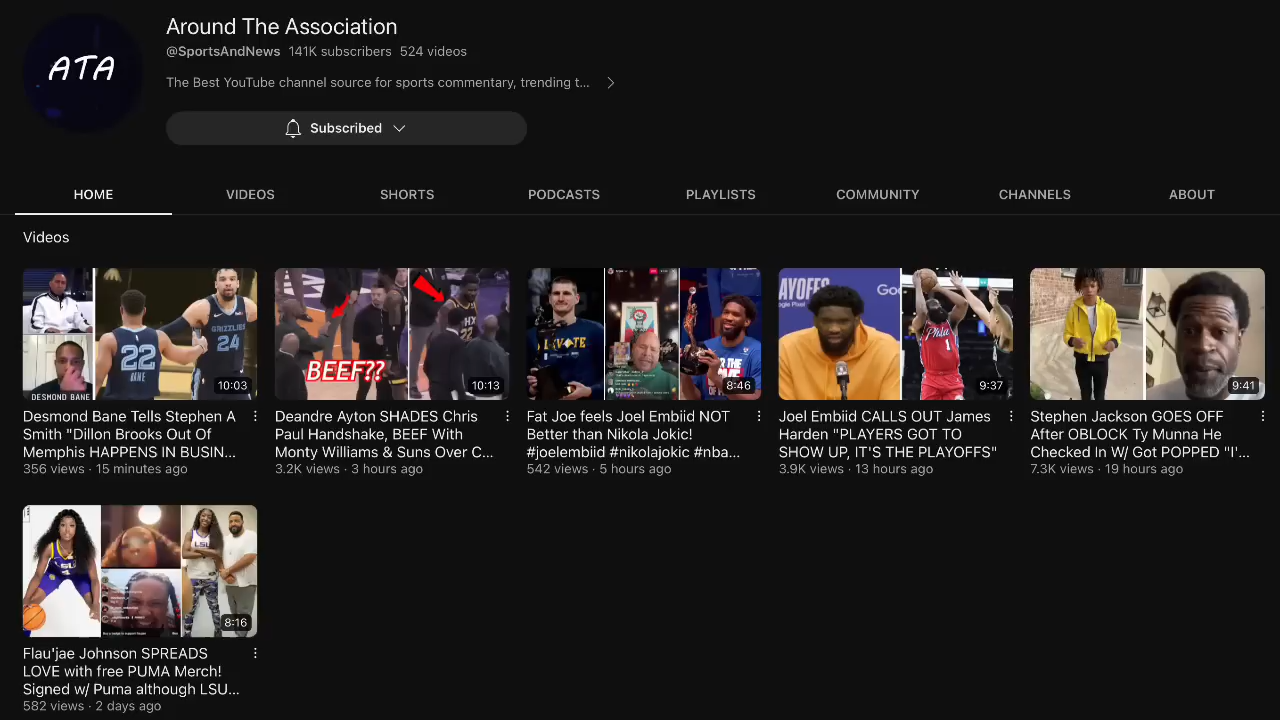 ATA
Around The Association
@SportsAndNews 141K subscribers 524 videos
The Best YouTube channel source for sports commentary, trending t...
Subscribed
HOME VIDEOS SHORTS PODCASTS PLAYLISTS COMMUNITY CHANNELS ABOUT
Videos
GRIZZLIES
24
22
BANE
DESMOND BANE
10:03
BEEF??
10:13
8:46
PLAYOFFS
Phila
1
9:37
9:41
Desmond Bane Tells Stephen A
Smith "Dillon Brooks Out Of
Memphis HAPPENS IN BUSIN...
356 views · 15 minutes ago
Deandre Ayton SHADES Chris
Paul Handshake, BEEF With
Monty Williams & Suns Over C...
3.2K views · 3 hours ago
Fat Joe feels Joel Embiid NOT
Better than Nikola Jokic!
#joelembiid #nikolajokic #nba...
542 views · 5 hours ago
Joel Embiid CALLS OUT James
Harden "PLAYERS GOT TO
SHOW UP, IT'S THE PLAYOFFS"
3.9K views · 13 hours ago
Stephen Jackson GOES OFF
After OBLOCK Ty Munna He
Checked In W/ Got POPPED "I'...
7.3K views · 19 hours ago
LSU
8:16
Flau'jae Johnson SPREADS
LOVE with free PUMA Merch!
Signed w/ Puma although LSU...
582 views · 2 days ago